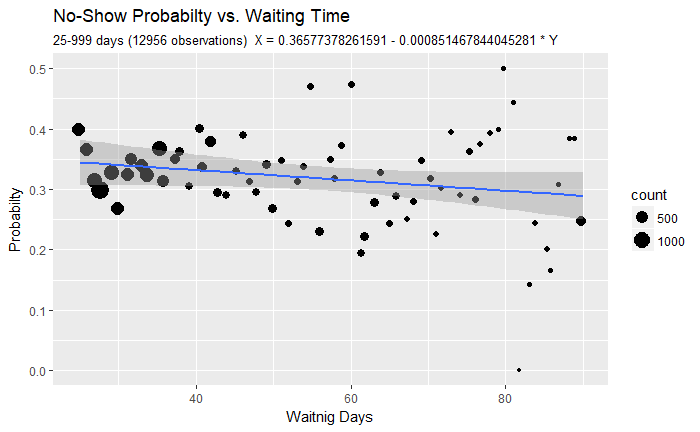 No-Show Probabilty vs. Waiting Time
25-999 days (12956 observations)  X = 0.36577378261591 - 0.000851467844045281 * Y
0.5
0.4
0.3
0.2
0.1
0.0
Probabilty
40
60
80
Waitnig Days
count
500
1000